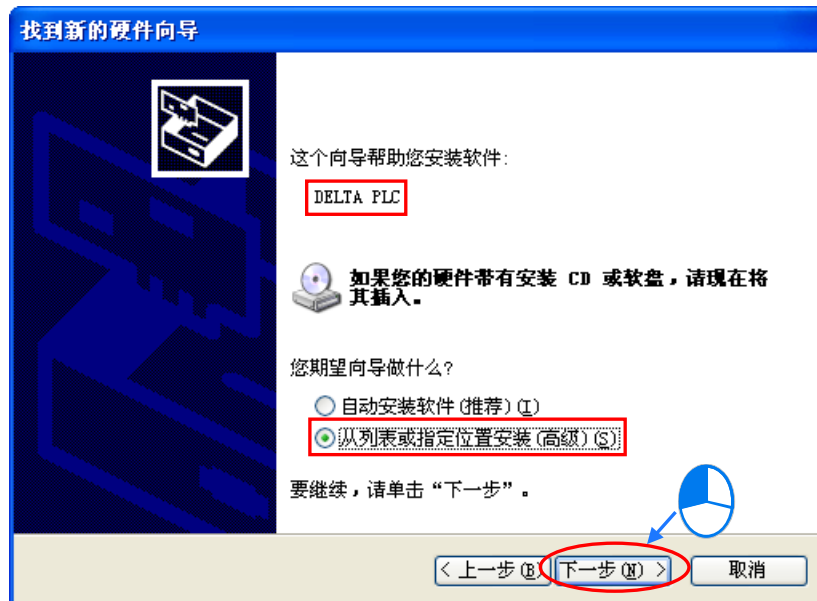 找到新的硬件向导
这个向导帮助您安装软件:
DELTA PLC
如果您的硬件带有安装 CD 或软盘，请现在将
其插入。
您期望向导做什么?
自动安装软件(推荐)(I)
从列表或指定位置安装(高级)(S)
要继续，请单击“下一步”。
< 上一步(B) 下一步(N) > 取消